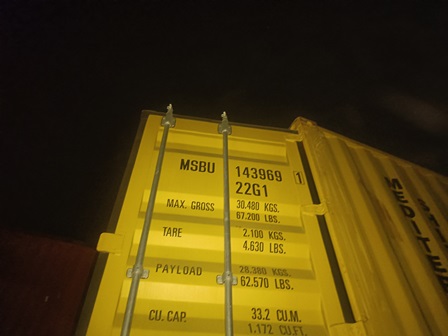 MSBU 143969 1
22G1
MAX. GROSS 30.480 KGS.
67.200 LBS.
TARE 2.100 KGS.
4.630 LBS.
PAYLOAD 28.380 KGS.
62.570 LBS.
CU. CAP. 33.2 CU.M.
1.172 CU.FT.